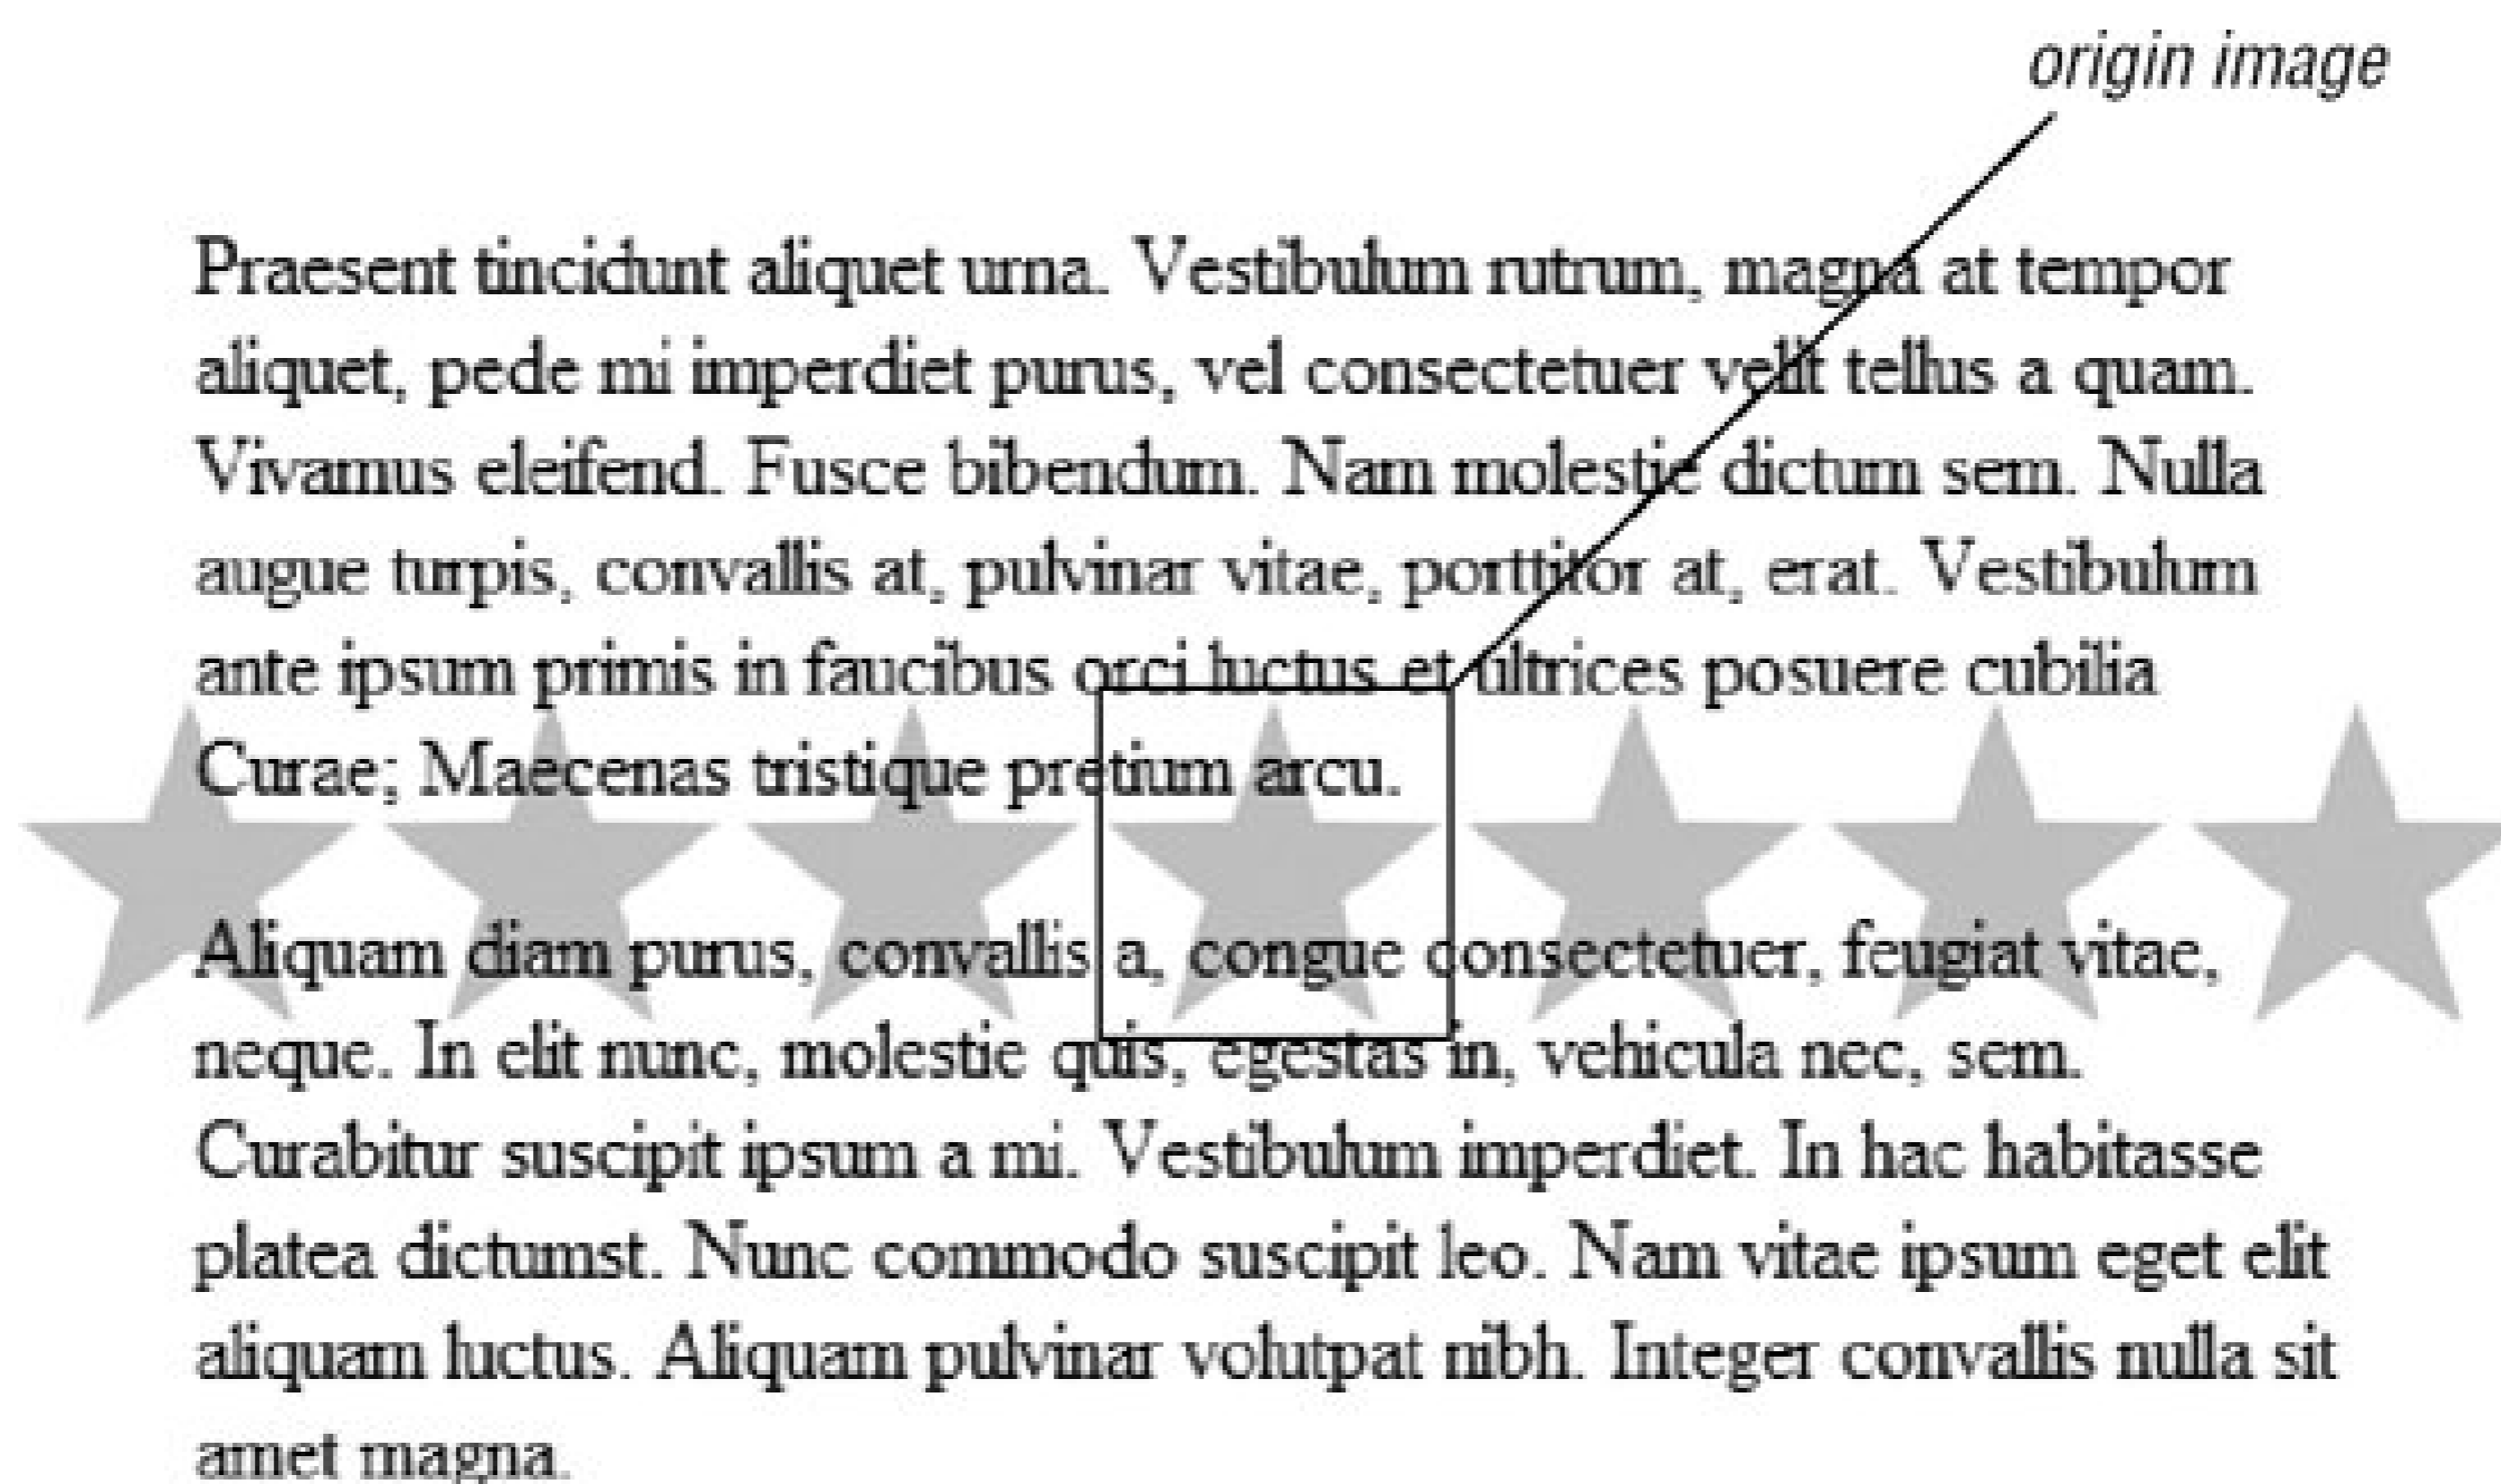 origin image
Praesent tincidunt aliquet urna. Vestibulum rutrum, magna at tempor
aliquet, pede mi imperdiet purus, vel consectetuer velit tellus a quam.
Vivamus eleifend. Fusce bibendum. Nam molestie dictum sem. Nulla
augue turpis, convallis at, pulvinar vitae, porttitor at, erat. Vestibulum
ante ipsum primis in faucibus orci luctus et ultrices posuere cubilia
Curae; Maecenas tristique pretium arcu.
Aliquam diam purus, convallis a, congue consectetuer, feugiat vitae,
neque. In elit nunc, molestie quis, egestas in, vehicula nec, sem.
Curabitur suscipit ipsum a mi. Vestibulum imperdiet. In hac habitasse
platea dictumst. Nunc commodo suscipit leo. Nam vitae ipsum eget elit
aliquam luctus. Aliquam pulvinar volutpat nibh. Integer convallis nulla sit
amet magna.